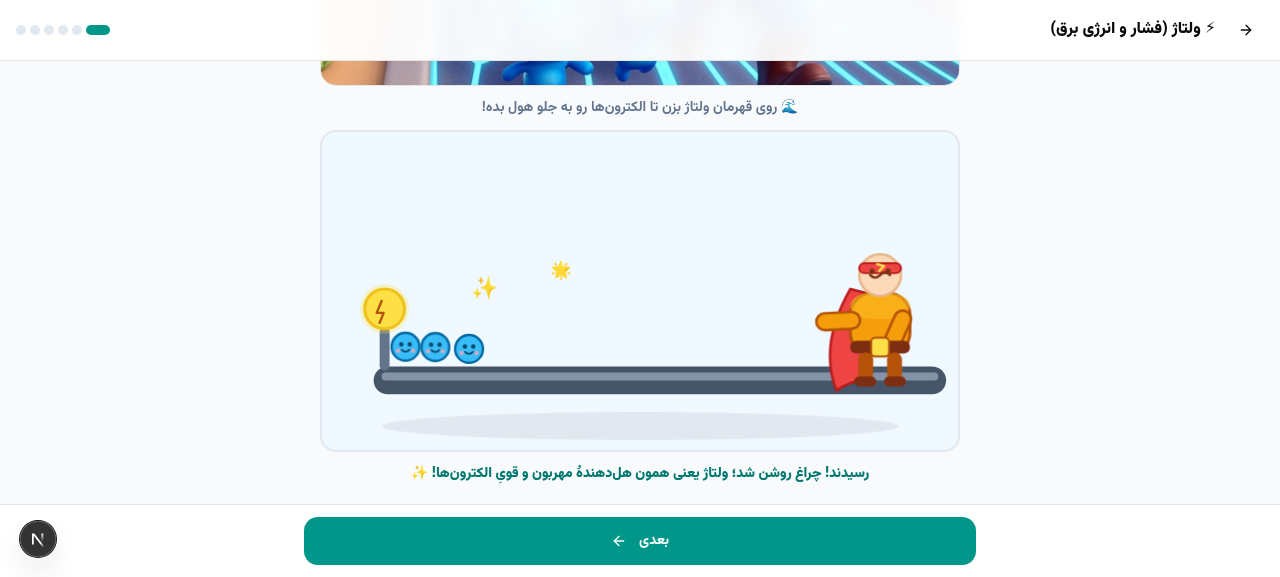 ⚡ ولتاژ (فشار و انرژی برق)
🌊 روی قهرمان ولتاژ بزن تا الکترون‌ها رو به جلو هول بده!
رسیدند! چراغ روشن شد؛ ولتاژ یعنی همون هل‌دهندهٔ مهربون و قویِ الکترون‌ها! ✨
بعدی
N